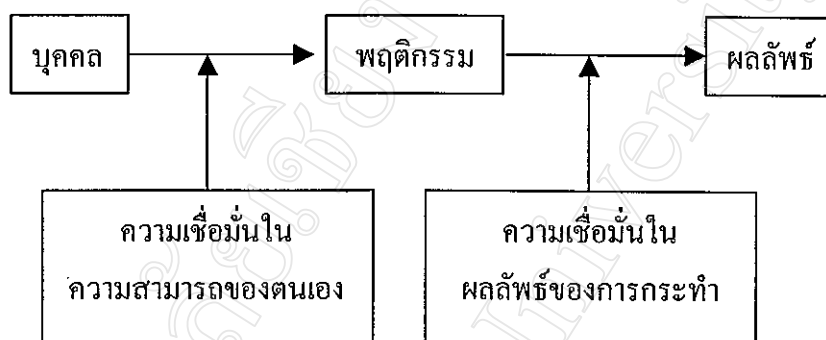 บุคคล
พฤติกรรม
ผลลัพธ์
ความเชื่อมั่นใน
ความสามารถของตนเอง
ความเชื่อมั่นใน
ผลลัพธ์ของการกระทำ